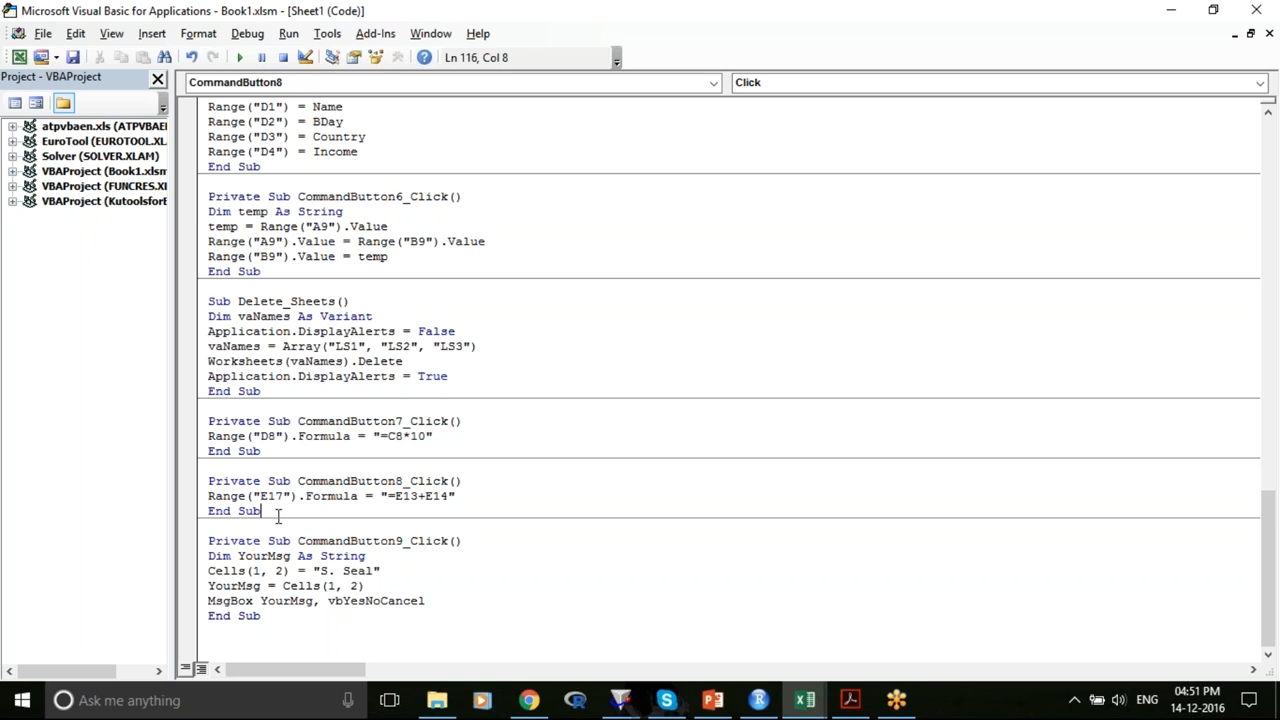 Microsoft Visual Basic for Applications - Book1.xlsm - [Sheet1 (Code)]
File Edit View Insert Format Debug Run Tools Add-Ins Window Help
Ln 116, Col 8
Project - VBAProject
CommandButton8 Click
atpvbaen.xls (ATPVBAE
EuroTool (EUROTOOL.XL
Solver (SOLVER.XLAM)
VBAProject (Book1.xlsm
VBAProject (FUNCRES.XL
VBAProject (KutoolsforE
Range("D1") = Name
Range("D2") = BDay
Range("D3") = Country
Range("D4") = Income
End Sub
Private Sub CommandButton6_Click()
Dim temp As String
temp = Range("A9").Value
Range("A9").Value = Range("B9").Value
Range("B9").Value = temp
End Sub
Sub Delete_Sheets()
Dim vaNames As Variant
Application.DisplayAlerts = False
vaNames = Array("LS1", "LS2", "LS3")
Worksheets(vaNames).Delete
Application.DisplayAlerts = True
End Sub
Private Sub CommandButton7_Click()
Range("D8").Formula = "=C8*10"
End Sub
Private Sub CommandButton8_Click()
Range("E17").Formula = "=E13+E14"
End Sub
Private Sub CommandButton9_Click()
Dim YourMsg As String
Cells(1, 2) = "S. Seal"
YourMsg = Cells(1, 2)
MsgBox YourMsg, vbYesNoCancel
End Sub
Ask me anything
ENG
04:51 PM
14-12-2016